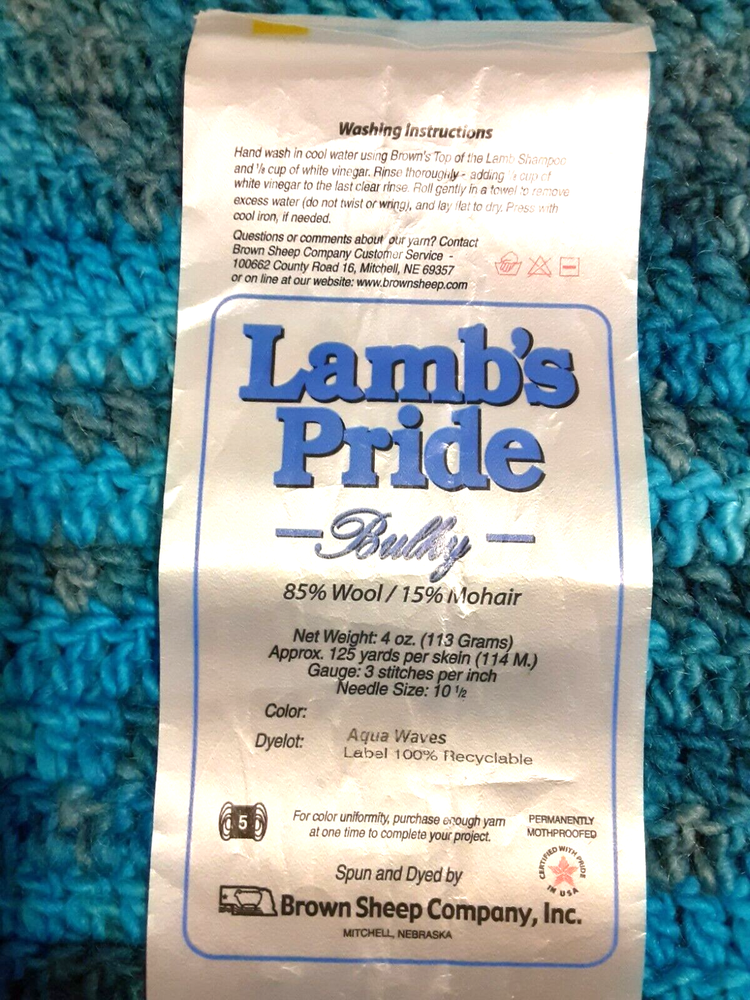 Washing Instructions
Hand wash in cool water using Brown's Top of the Lamb Shampoo
and ⅛ cup of white vinegar. Rinse thoroughly - adding ⅛ cup of
white vinegar to the last clear rinse. Roll gently in a towel to remove
excess water (do not twist or wring), and lay flat to dry. Press with
cool iron, if needed.
Questions or comments about our yarn? Contact
Brown Sheep Company Customer Service -
100662 County Road 16, Mitchell, NE 69357
or on line at our website: www.brownsheep.com
Lamb's
Pride
Bulky
85% Wool / 15% Mohair
Net Weight: 4 oz. (113 Grams)
Approx. 125 yards per skein (114 M.)
Gauge: 3 stitches per inch
Needle Size: 10 ½
Color:
Dyelot: Aqua Waves
Label 100% Recyclable
5
For color uniformity, purchase enough yarn
at one time to complete your project.
PERMANENTLY
MOTHPROOFED
CERTIFIED WITH PRIDE
IN USA
Spun and Dyed by
Brown Sheep Company, Inc.
MITCHELL, NEBRASKA